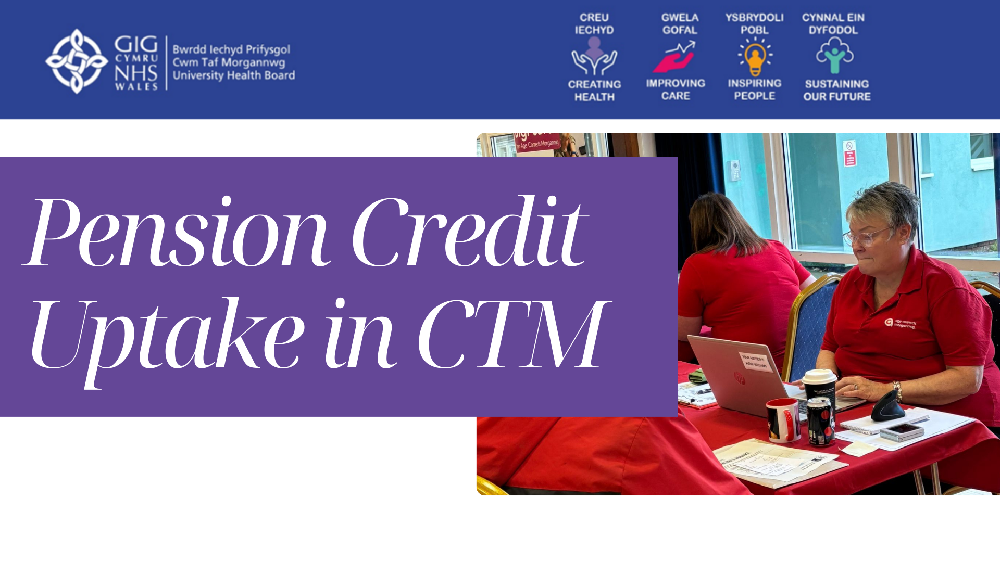 GIG
CYMRU
NHS
WALES
Bwrdd Iechyd Prifysgol
Cwm Taf Morgannwg
University Health Board
CREU
IECHYD
CREATING
HEALTH
GWELA
GOFAL
IMPROVING
CARE
YSBRYDOLI
POBL
INSPIRING
PEOPLE
CYNNAL EIN
DYFODOL
SUSTAINING
OUR FUTURE
Pension Credit
Uptake in CTM
Age Connects Morgannwg
age connects
morgannwg.
YOUR ADVISOR IS
FLEUR WILLIAMS
hp